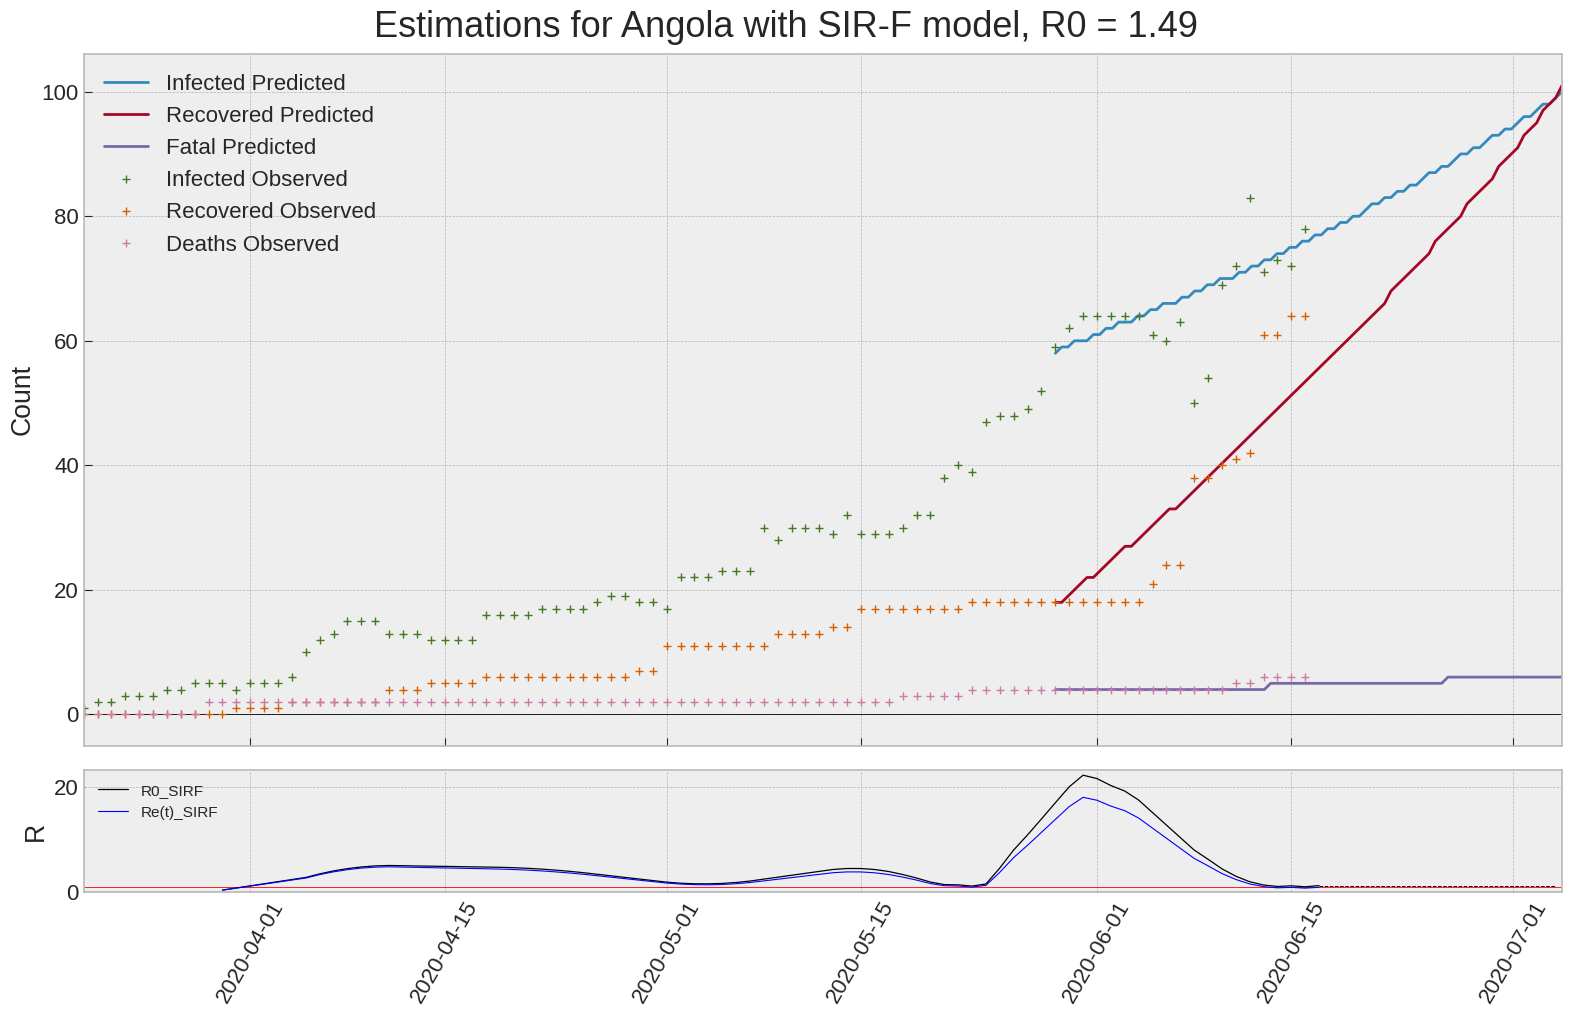 Estimations for Angola with SIR-F model, R0 = 1.49
Infected Predicted
Recovered Predicted
Fatal Predicted
Infected Observed
Recovered Observed
Deaths Observed
100
80
60
40
20
0
Count
R0_SIRF
Re(t)_SIRF
20
0
R
2020-04-01
2020-04-15
2020-05-01
2020-05-15
2020-06-01
2020-06-15
2020-07-01